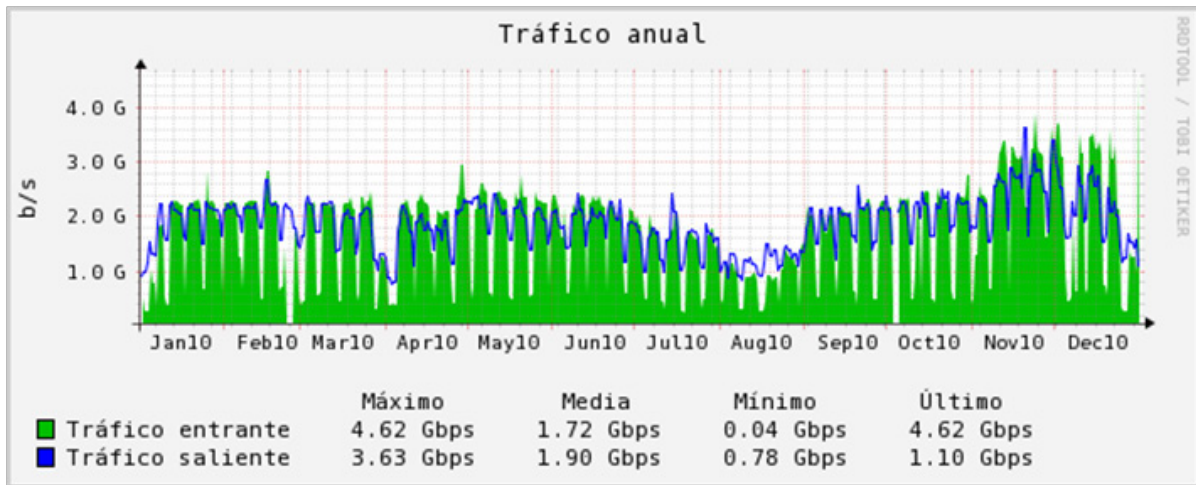 Tráfico anual
RRDTOOL / TOBI OETIKER
b/s
4.0 G
3.0 G
2.0 G
1.0 G
Jan10 Feb10 Mar10 Apr10 May10 Jun10 Jul10 Aug10 Sep10 Oct10 Nov10 Dec10
Máximo Media Mínimo Último
Tráfico entrante 4.62 Gbps 1.72 Gbps 0.04 Gbps 4.62 Gbps
Tráfico saliente 3.63 Gbps 1.90 Gbps 0.78 Gbps 1.10 Gbps